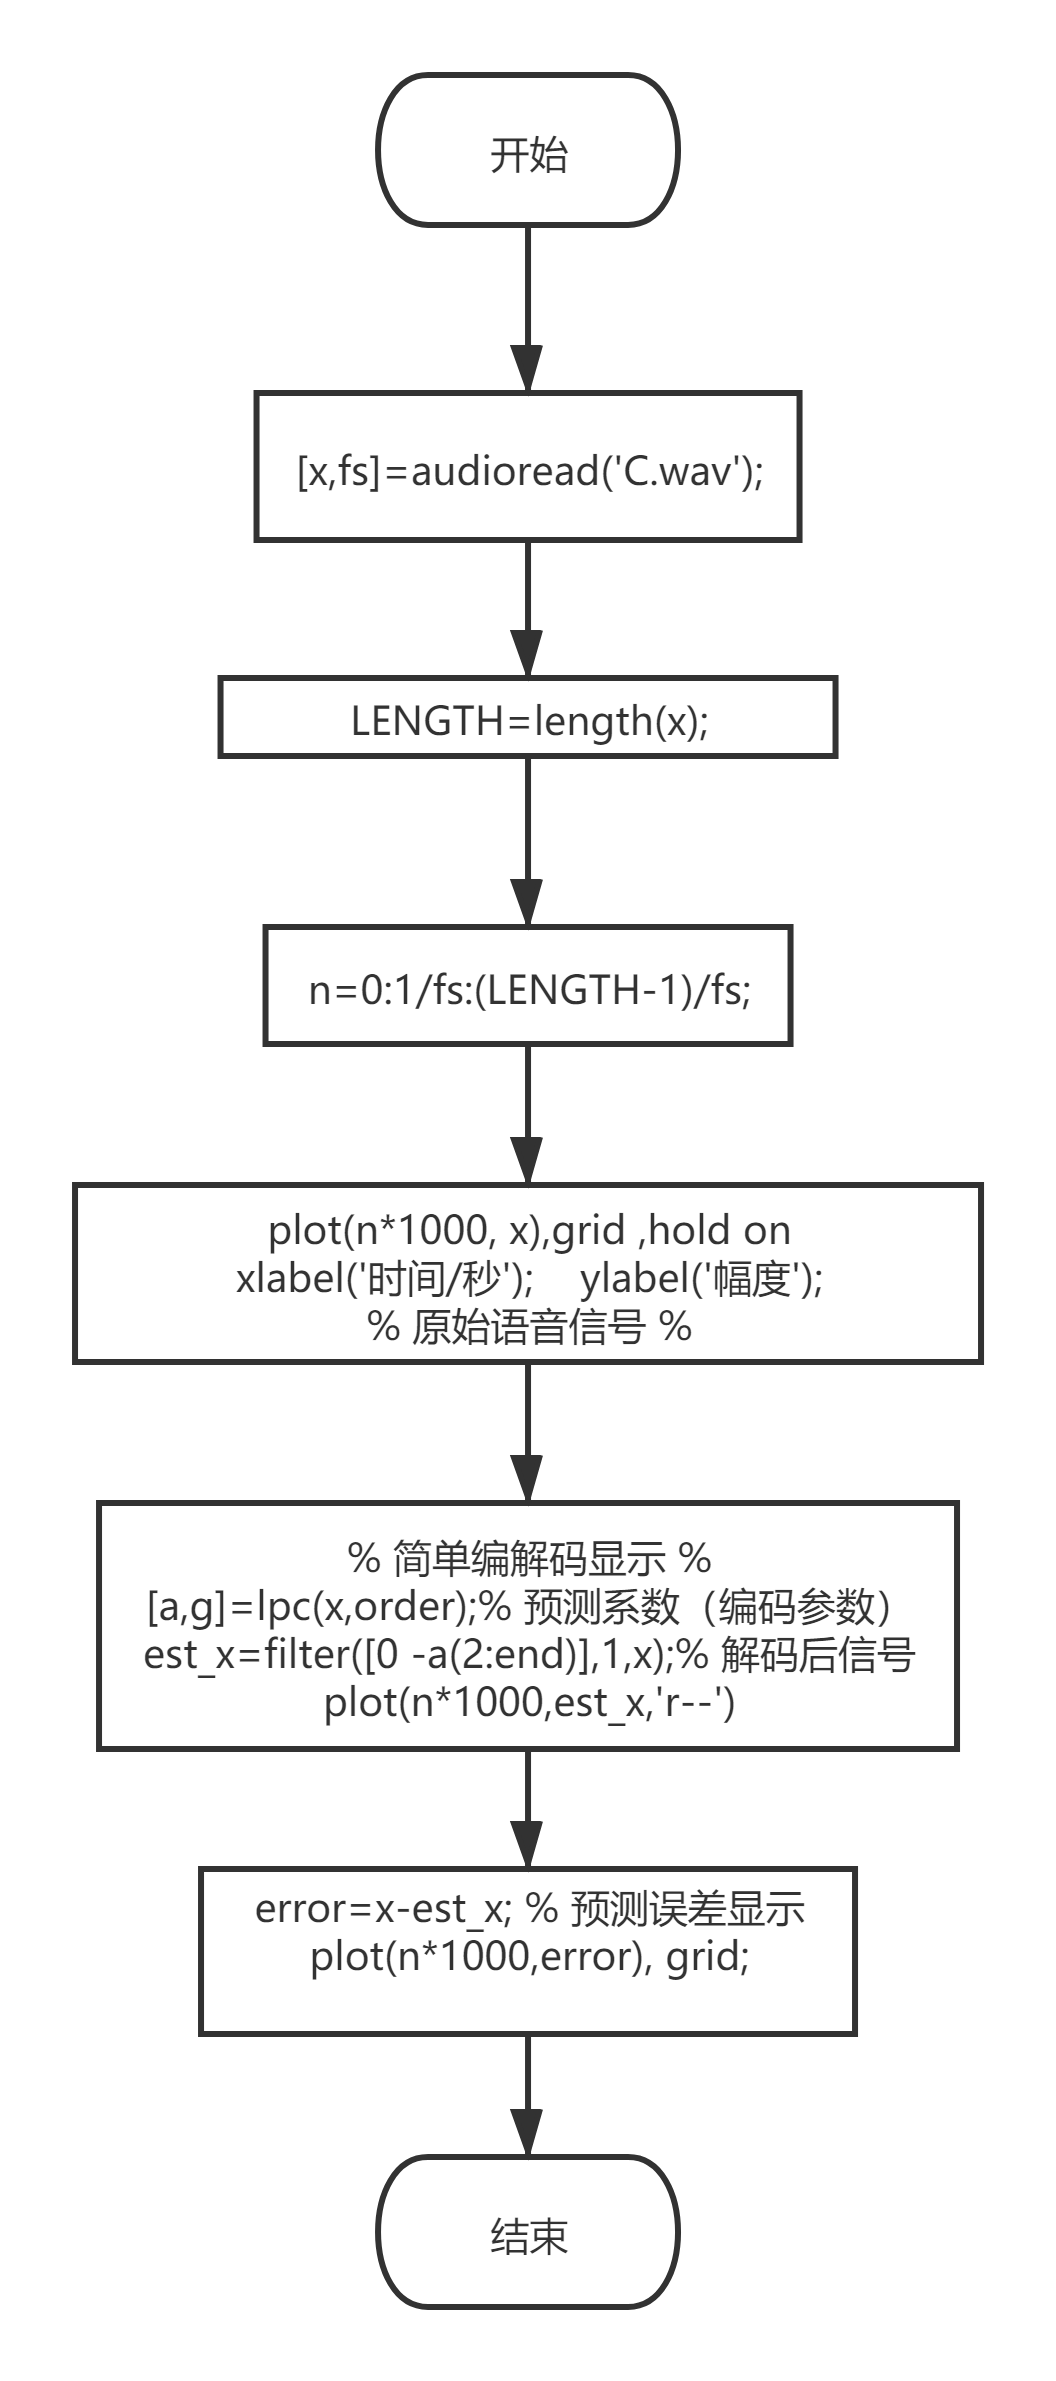 开始
[x,fs]=audioread('C.wav');
LENGTH=length(x);
n=0:1/fs:(LENGTH-1)/fs;
plot(n*1000, x),grid ,hold on
xlabel('时间/秒');    ylabel('幅度');
% 原始语音信号 %
% 简单编解码显示 %
[a,g]=lpc(x,order);% 预测系数（编码参数）
est_x=filter([0 -a(2:end)],1,x);% 解码后信号
plot(n*1000,est_x,'r--')
error=x-est_x; % 预测误差显示
plot(n*1000,error), grid;
结束